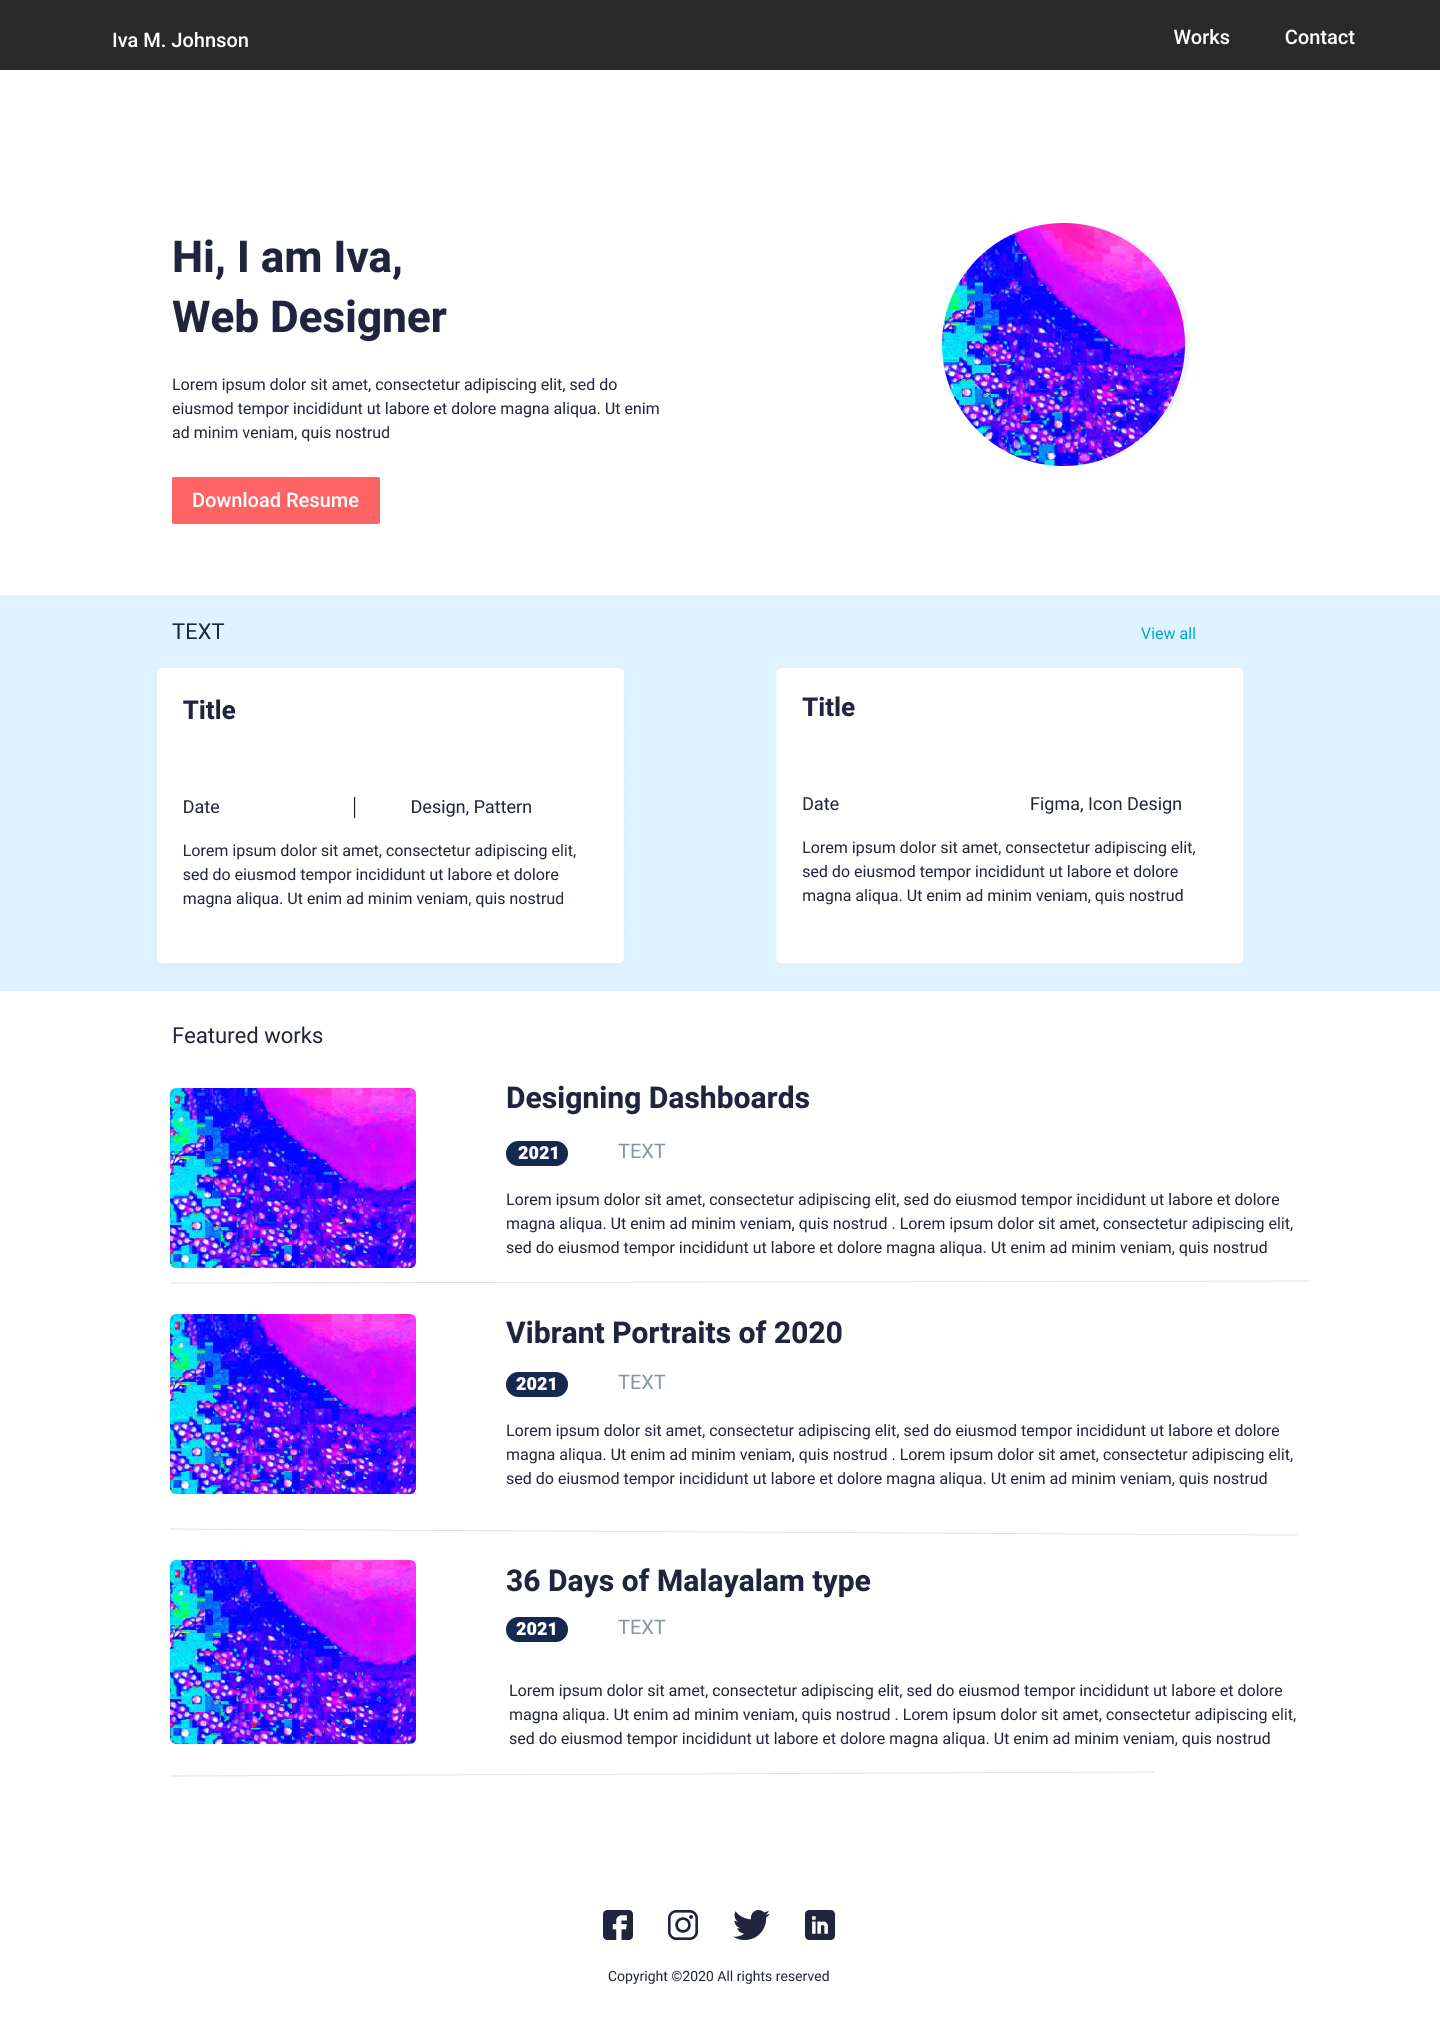 Iva M. Johnson
Works
Contact
Hi, I am Iva,
Web Designer
Lorem ipsum dolor sit amet, consectetur adipiscing elit, sed do
eiusmod tempor incididunt ut labore et dolore magna aliqua. Ut enim
ad minim veniam, quis nostrud
Download Resume
TEXT
View all
Title
Date | Design, Pattern
Lorem ipsum dolor sit amet, consectetur adipiscing elit,
sed do eiusmod tempor incididunt ut labore et dolore
magna aliqua. Ut enim ad minim veniam, quis nostrud
Title
Date
Figma, Icon Design
Lorem ipsum dolor sit amet, consectetur adipiscing elit,
sed do eiusmod tempor incididunt ut labore et dolore
magna aliqua. Ut enim ad minim veniam, quis nostrud
Featured works
Designing Dashboards
2021
TEXT
Lorem ipsum dolor sit amet, consectetur adipiscing elit, sed do eiusmod tempor incididunt ut labore et dolore
magna aliqua. Ut enim ad minim veniam, quis nostrud . Lorem ipsum dolor sit amet, consectetur adipiscing elit,
sed do eiusmod tempor incididunt ut labore et dolore magna aliqua. Ut enim ad minim veniam, quis nostrud
Vibrant Portraits of 2020
2021
TEXT
Lorem ipsum dolor sit amet, consectetur adipiscing elit, sed do eiusmod tempor incididunt ut labore et dolore
magna aliqua. Ut enim ad minim veniam, quis nostrud . Lorem ipsum dolor sit amet, consectetur adipiscing elit,
sed do eiusmod tempor incididunt ut labore et dolore magna aliqua. Ut enim ad minim veniam, quis nostrud
36 Days of Malayalam type
2021
TEXT
Lorem ipsum dolor sit amet, consectetur adipiscing elit, sed do eiusmod tempor incididunt ut labore et dolore
magna aliqua. Ut enim ad minim veniam, quis nostrud . Lorem ipsum dolor sit amet, consectetur adipiscing elit,
sed do eiusmod tempor incididunt ut labore et dolore magna aliqua. Ut enim ad minim veniam, quis nostrud
Copyright ©2020 All rights reserved